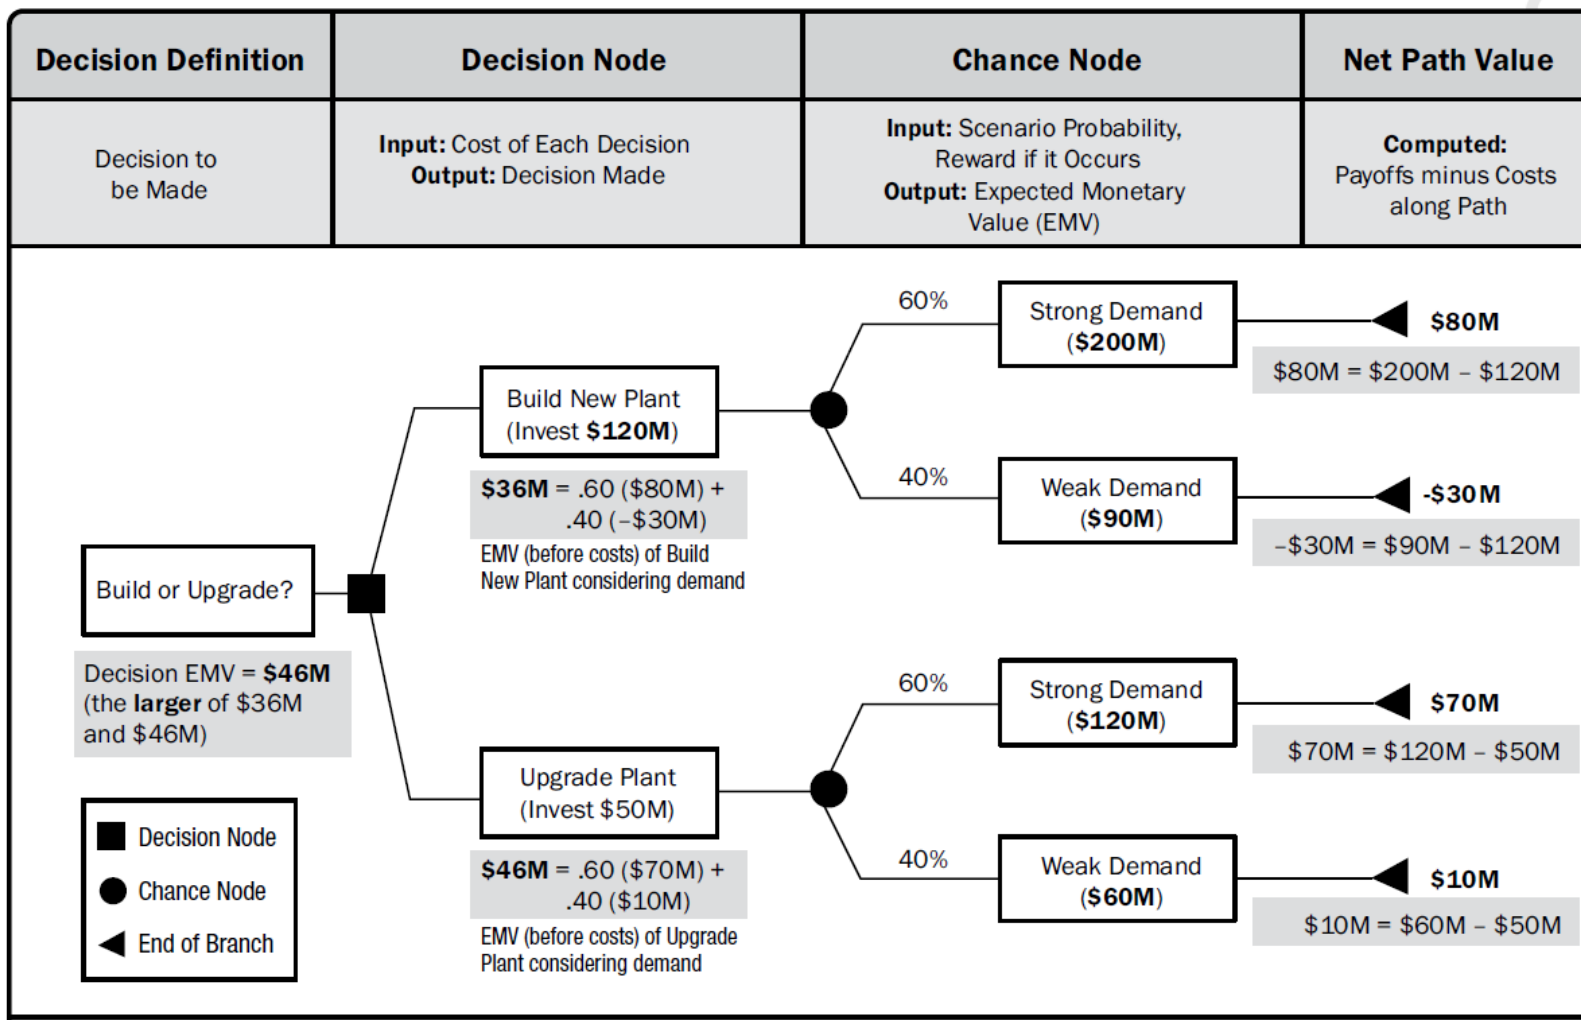 Decision Definition
Decision Node
Chance Node
Net Path Value
Decision to
be Made
Input: Cost of Each Decision
Output: Decision Made
Input: Scenario Probability,
Reward if it Occurs
Output: Expected Monetary
Value (EMV)
Computed:
Payoffs minus Costs
along Path
Build or Upgrade?
Decision EMV = $46M
(the larger of $36M
and $46M)
Build New Plant
(Invest $120M)
$36M = .60 ($80M) +
.40 (–$30M)
EMV (before costs) of Build
New Plant considering demand
60%
Strong Demand
($200M)
$80M
$80M = $200M – $120M
40%
Weak Demand
($90M)
-$30M
–$30M = $90M – $120M
Upgrade Plant
(Invest $50M)
$46M = .60 ($70M) +
.40 ($10M)
EMV (before costs) of Upgrade
Plant considering demand
60%
Strong Demand
($120M)
$70M
$70M = $120M – $50M
40%
Weak Demand
($60M)
$10M
$10M = $60M – $50M
Decision Node
Chance Node
End of Branch